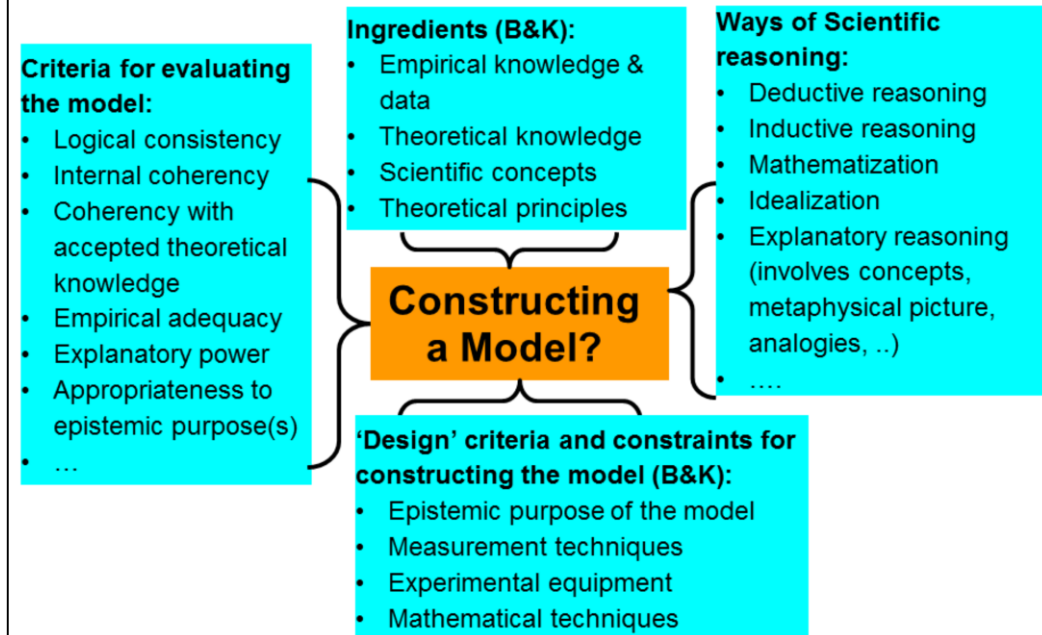 Criteria for evaluating
the model:
• Logical consistency
• Internal coherency
• Coherency with
accepted theoretical
knowledge
• Empirical adequacy
• Explanatory power
• Appropriateness to
epistemic purpose(s)
• ...
Ingredients (B&K):
• Empirical knowledge &
data
• Theoretical knowledge
• Scientific concepts
• Theoretical principles
Ways of Scientific
reasoning:
• Deductive reasoning
• Inductive reasoning
• Mathematization
• Idealization
• Explanatory reasoning
(involves concepts,
metaphysical picture,
analogies, ..)
• ....
Constructing
a Model?
‘Design’ criteria and constraints for
constructing the model (B&K):
• Epistemic purpose of the model
• Measurement techniques
• Experimental equipment
• Mathematical techniques